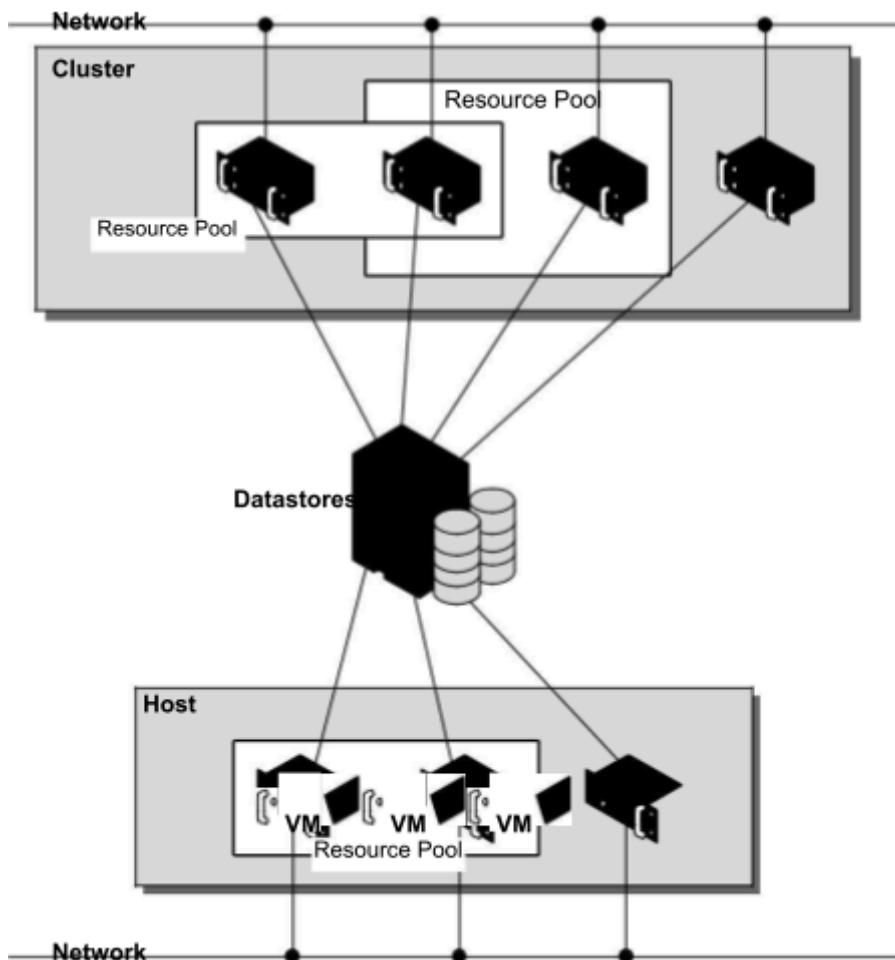 Network
Cluster
Resource Pool
Resource Pool
Datastores
Host
VM
VM
VM
Resource Pool
Network